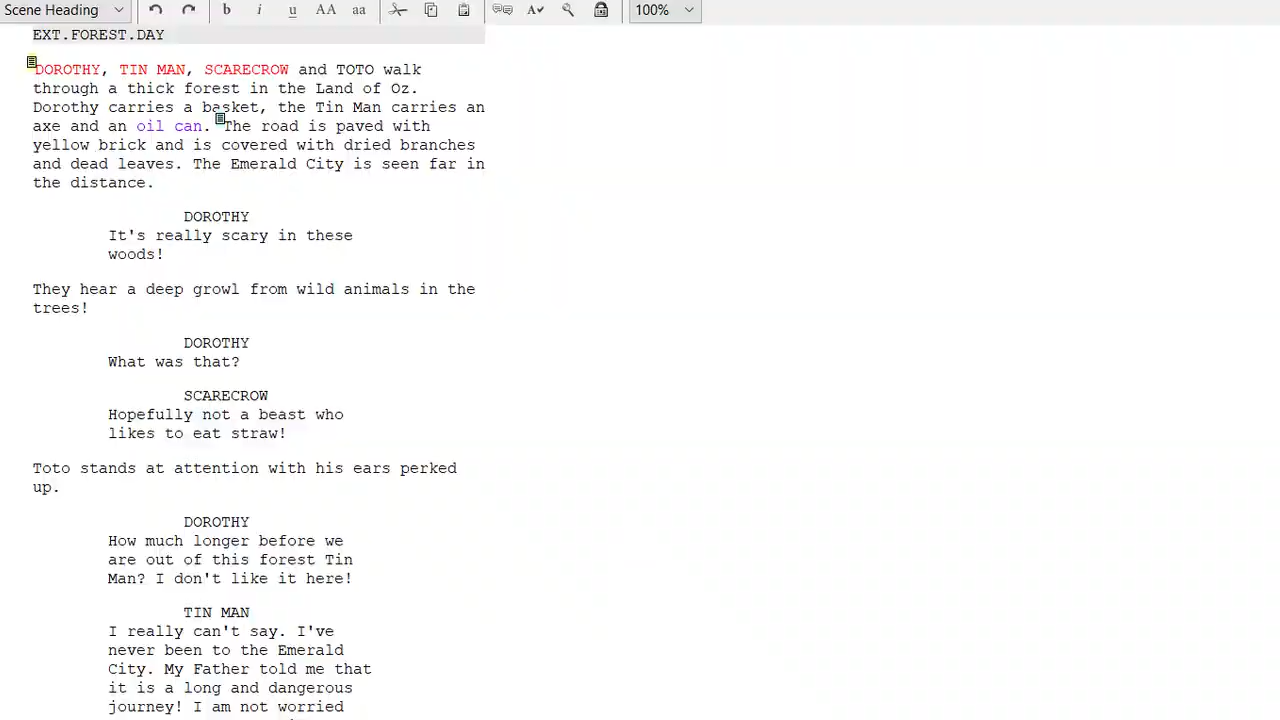 Scene Heading b i u AA aa 100%
EXT.FOREST.DAY
DOROTHY, TIN MAN, SCARECROW and TOTO walk
through a thick forest in the Land of Oz.
Dorothy carries a basket, the Tin Man carries an
axe and an oil can. The road is paved with
yellow brick and is covered with dried branches
and dead leaves. The Emerald City is seen far in
the distance.
DOROTHY
It's really scary in these
woods!
They hear a deep growl from wild animals in the
trees!
DOROTHY
What was that?
SCARECROW
Hopefully not a beast who
likes to eat straw!
Toto stands at attention with his ears perked
up.
DOROTHY
How much longer before we
are out of this forest Tin
Man? I don't like it here!
TIN MAN
I really can't say. I've
never been to the Emerald
City. My Father told me that
it is a long and dangerous
journey! I am not worried